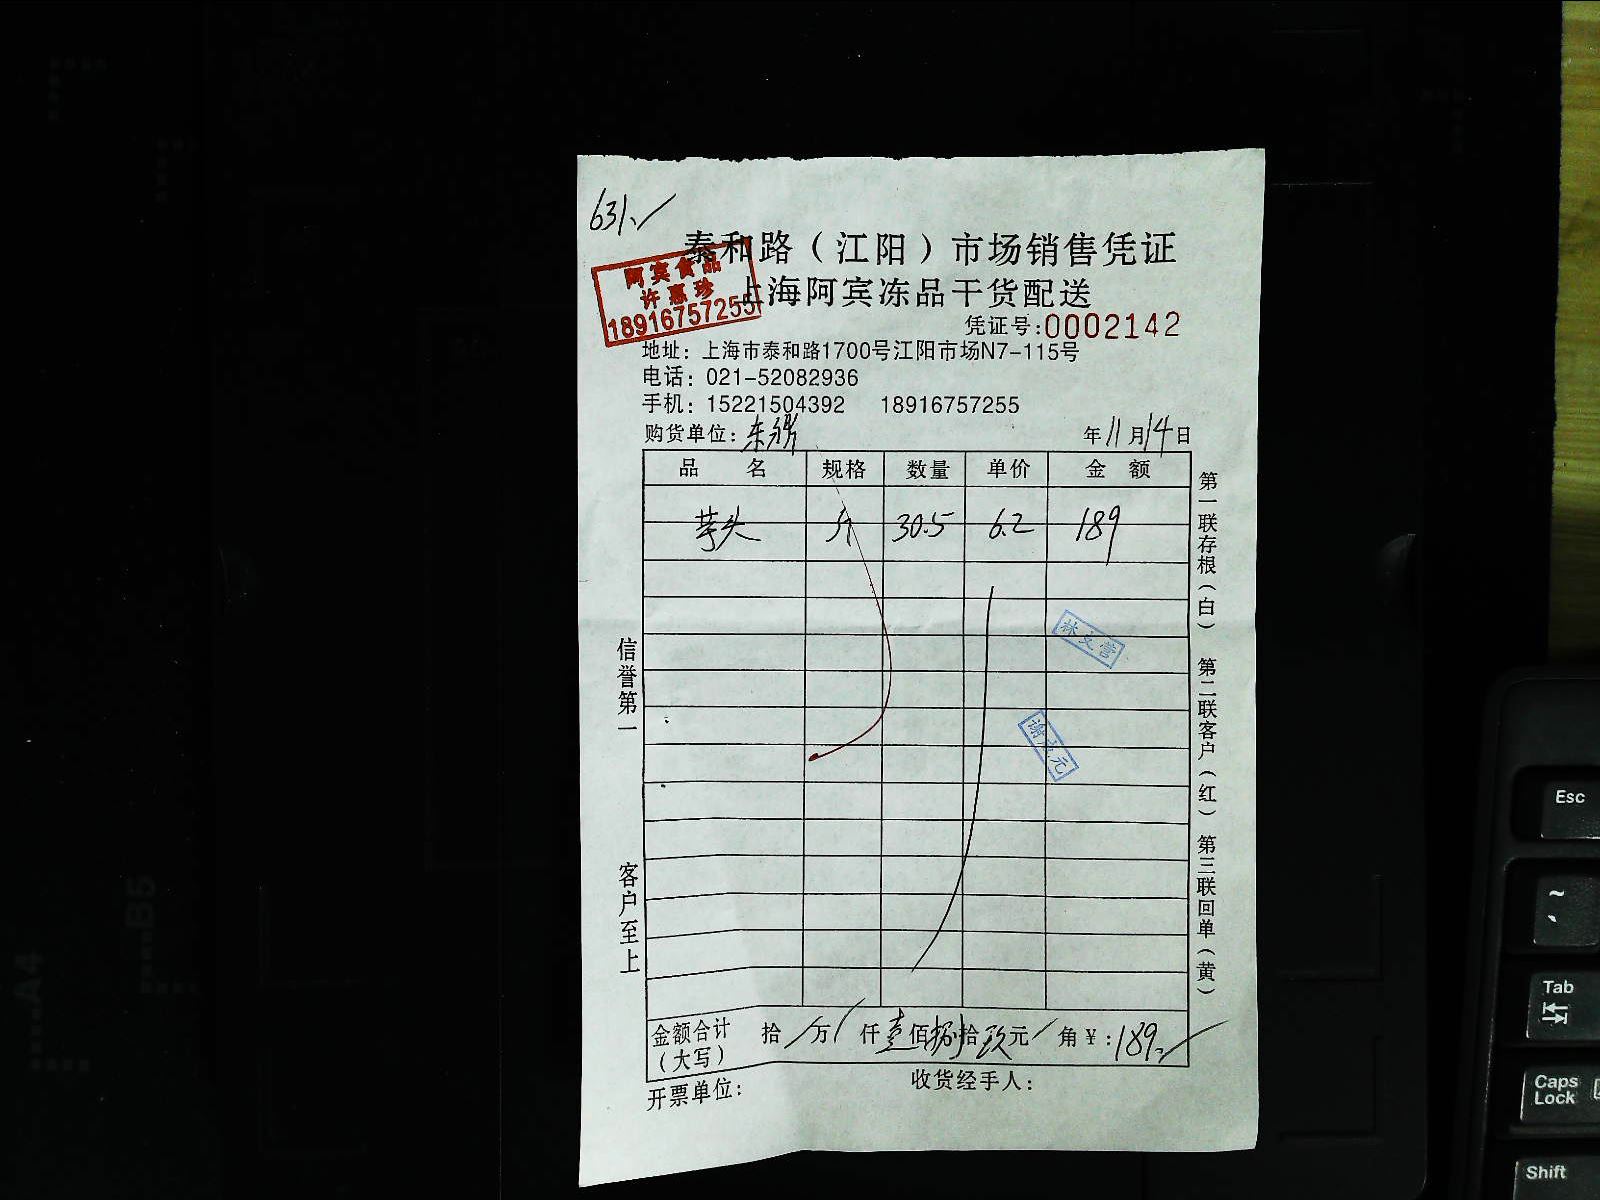 631.
泰和路（江阳）市场销售凭证
阿宾食品
许惠珍
18916757255
上海阿宾冻品干货配送
凭证号:0002142
地址：上海市泰和路1700号江阳市场N7-115号
电话：021-52082936
手机：15221504392 18916757255
购货单位: 年11月14日
品 名 规格 数量 单价 金 额
芋头 斤 30.5 6.2 189
林文营
谢 元
信誉第一
客户至上
第一联存根（白） 第二联客户（红） 第三联回单（黄）
金额合计（大写） 拾/万/仟壹佰捌拾玖元/角¥:189.
开票单位: 收货经手人:
Esc
~
Tab
Caps Lock
Shift
A4
B5